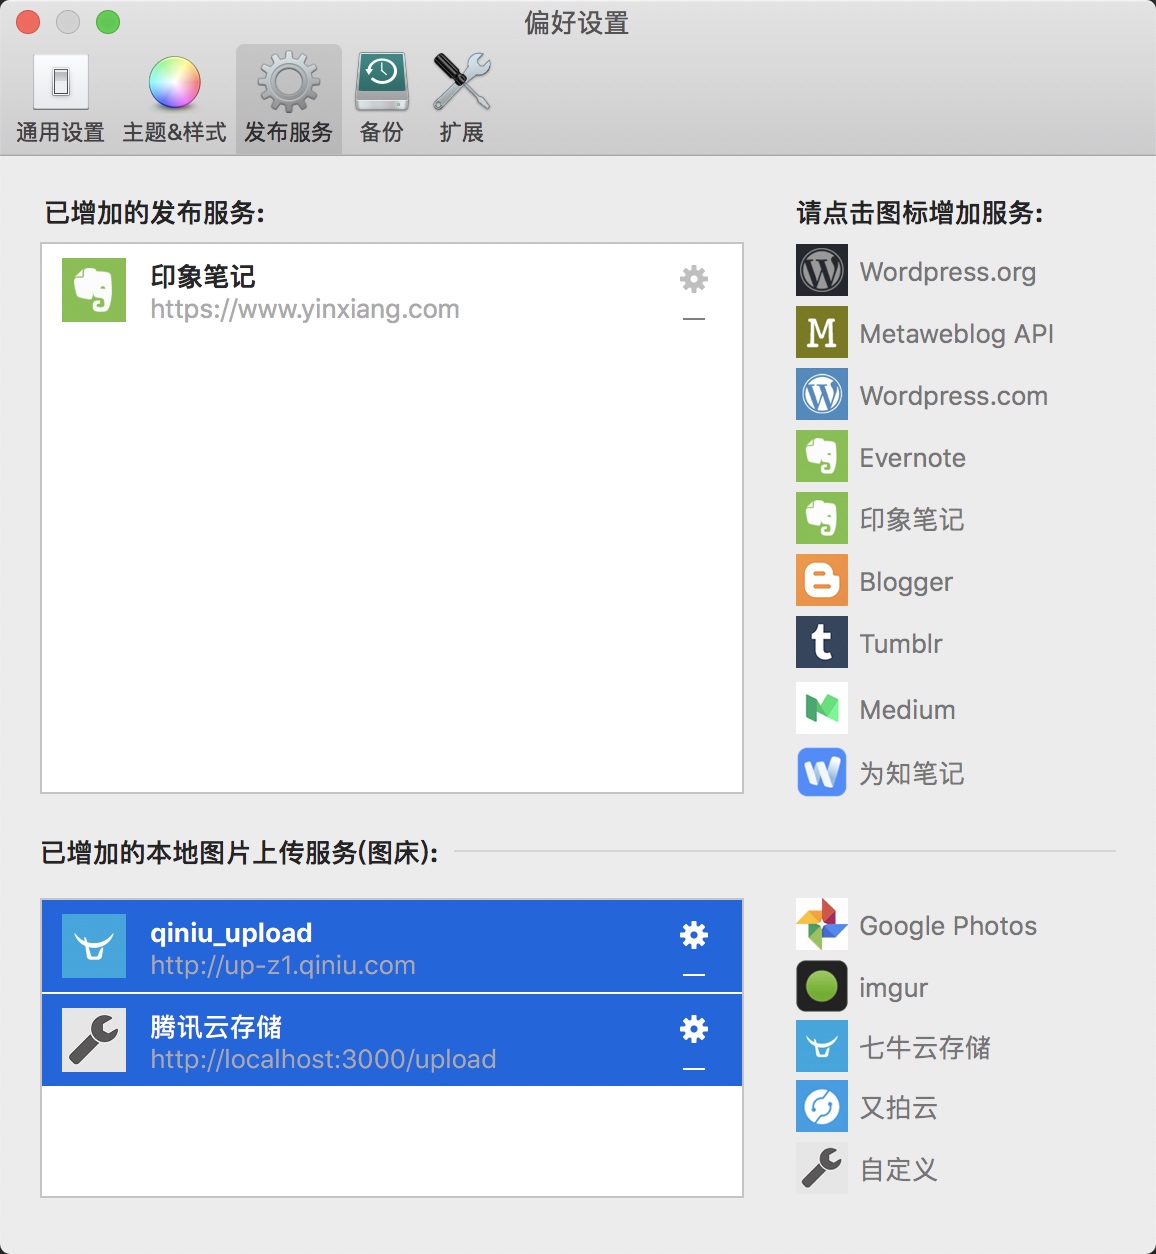 偏好设置
通用设置
主题&样式
发布服务
备份
扩展
已增加的发布服务:
印象笔记
https://www.yinxiang.com
请点击图标增加服务:
Wordpress.org
M
Metaweblog API
Wordpress.com
Evernote
印象笔记
Blogger
t
Tumblr
Medium
为知笔记
已增加的本地图片上传服务(图床):
qiniu_upload
http://up-z1.qiniu.com
腾讯云存储
http://localhost:3000/upload
Google Photos
imgur
七牛云存储
又拍云
自定义